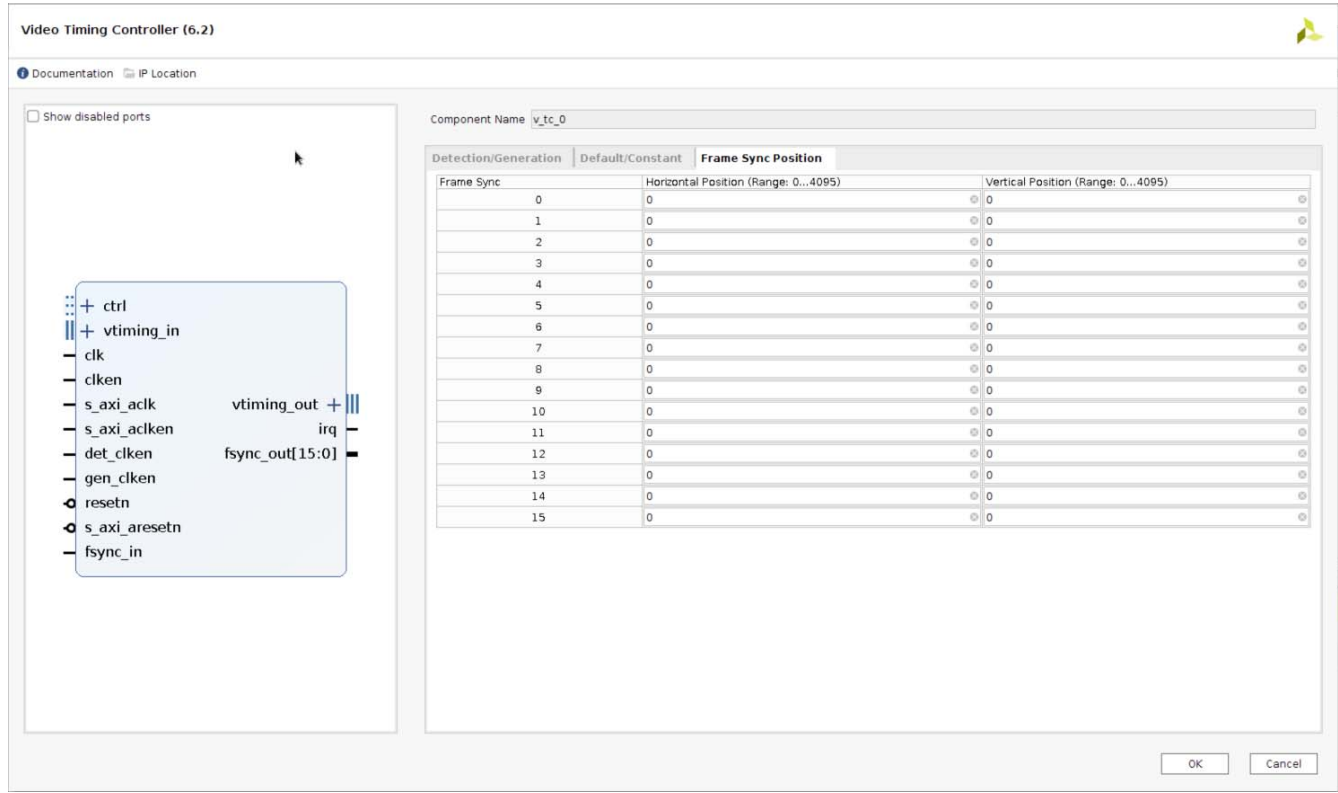 Video Timing Controller (6.2)
Documentation IP Location
Show disabled ports
ctrl
vtiming_in
clk
clken
s_axi_aclk vtiming_out
s_axi_aclken irq
det_clken fsync_out[15:0]
gen_clken
resetn
s_axi_aresetn
fsync_in
Component Name v_tc_0
Detection/Generation Default/Constant Frame Sync Position
Frame Sync Horizontal Position (Range: 0...4095) Vertical Position (Range: 0...4095)
0 0 0
1 0 0
2 0 0
3 0 0
4 0 0
5 0 0
6 0 0
7 0 0
8 0 0
9 0 0
10 0 0
11 0 0
12 0 0
13 0 0
14 0 0
15 0 0
OK Cancel